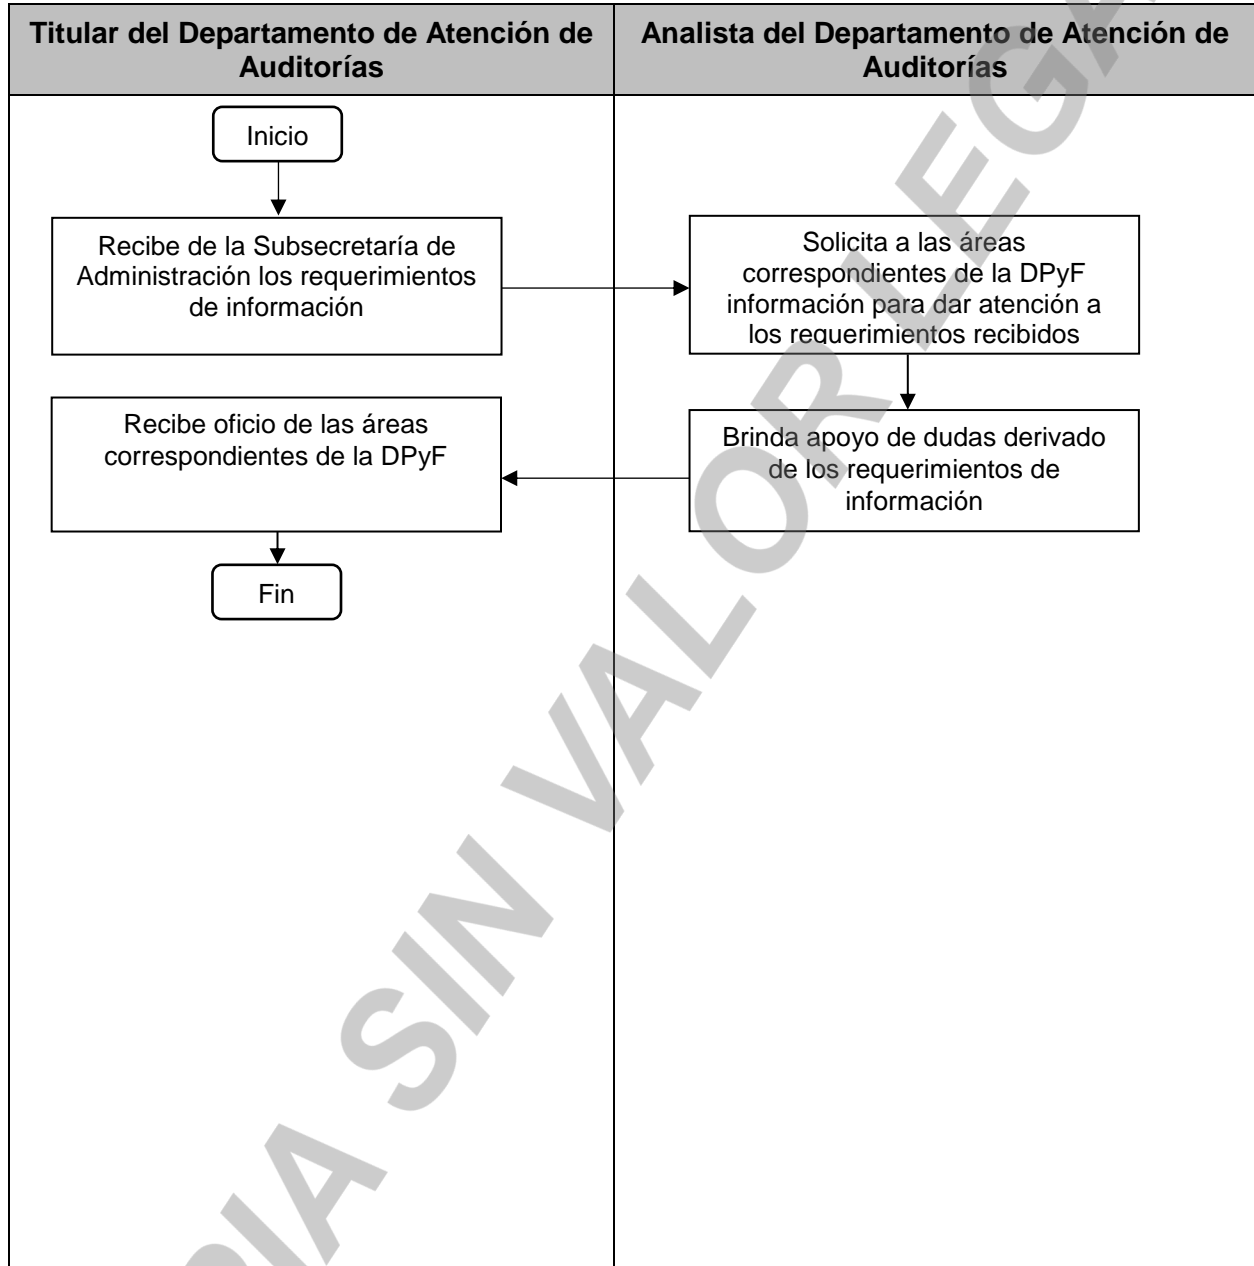 Titular del Departamento de Atención de
Auditorías
Analista del Departamento de Atención de
Auditorías
Inicio
Recibe de la Subsecretaría de
Administración los requerimientos
de información
Solicita a las áreas
correspondientes de la DPyF
información para dar atención a
los requerimientos recibidos
Recibe oficio de las áreas
correspondientes de la DPyF
Brinda apoyo de dudas derivado
de los requerimientos de
información
Fin
SIN VALOR